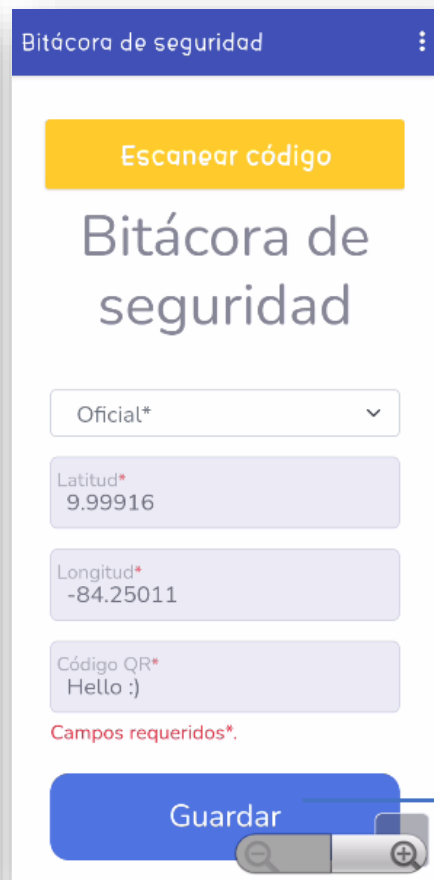 Bitácora de seguridad
Escanear código
Bitácora de
seguridad
Oficial*
Latitud*
9.99916
Longitud*
-84.25011
Código QR*
Hello :)
Campos requeridos*.
Guardar